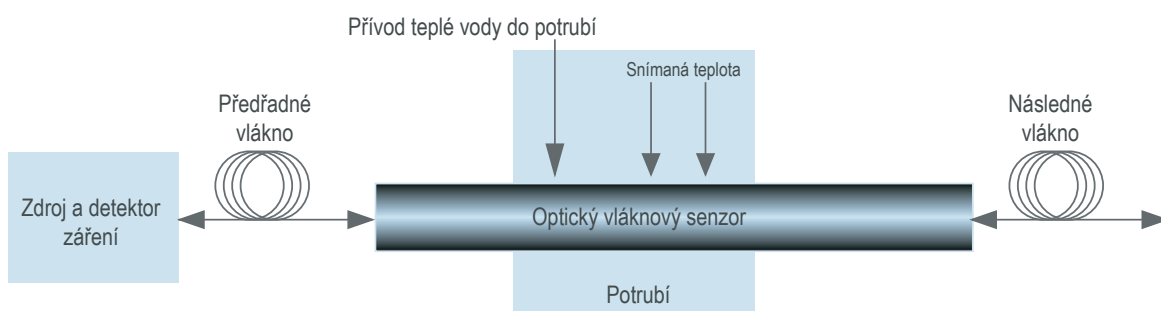 Přívod teplé vody do potrubí
Snímaná teplota
Předřadné
vlákno
Následné
vlákno
Zdroj a detektor
záření
Optický vláknový senzor
Potrubí